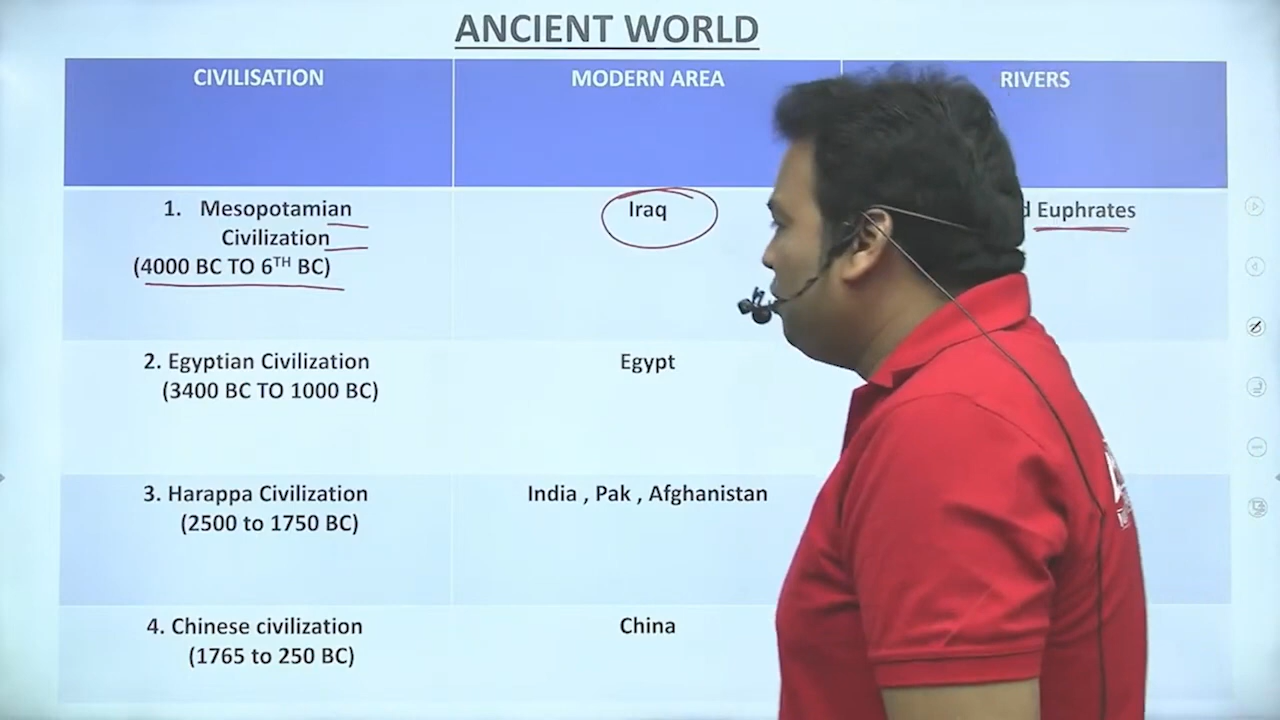 ANCIENT WORLD
CIVILISATION MODERN AREA RIVERS
1. Mesopotamian Iraq Euphrates
Civilization
(4000 BC TO 6TH BC)
2. Egyptian Civilization Egypt
(3400 BC TO 1000 BC)
3. Harappa Civilization India , Pak , Afghanistan
(2500 to 1750 BC)
4. Chinese civilization China
(1765 to 250 BC)